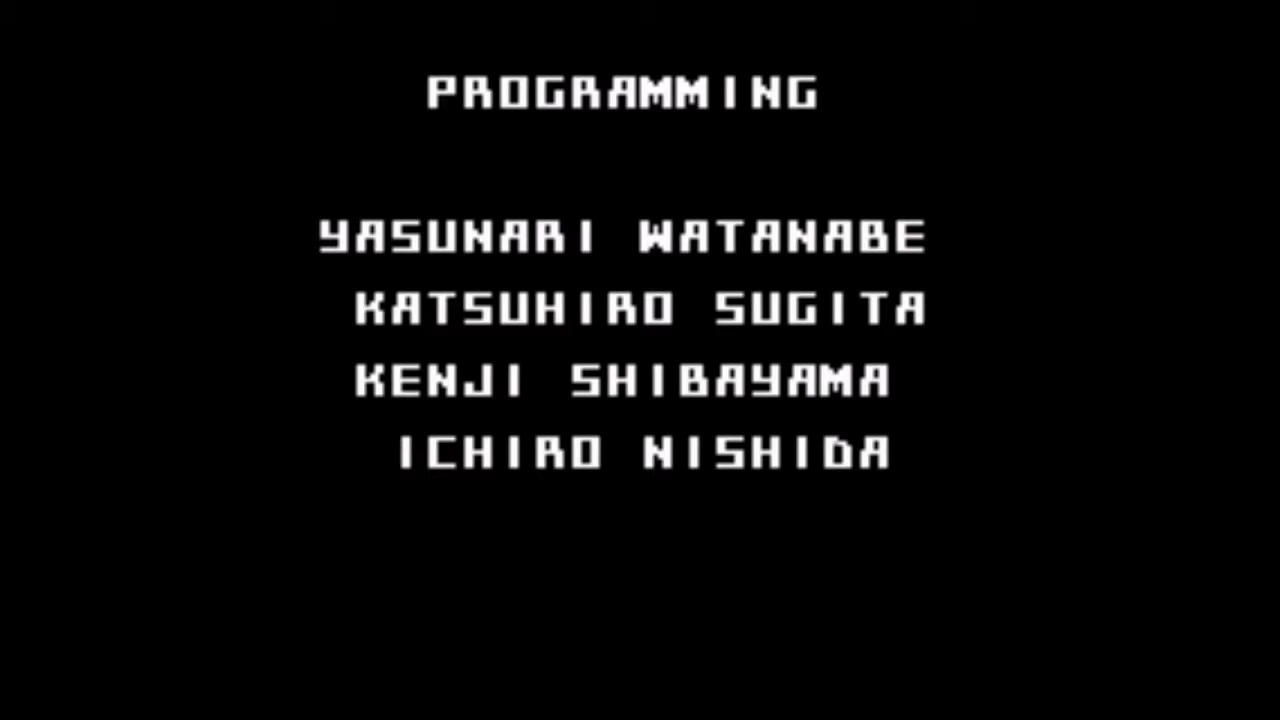 PROGRAMMING
YASUNARI WATANABE
KATSUHIRO SUGITA
KENJI SHIBAYAMA
ICHIRO NISHIDA